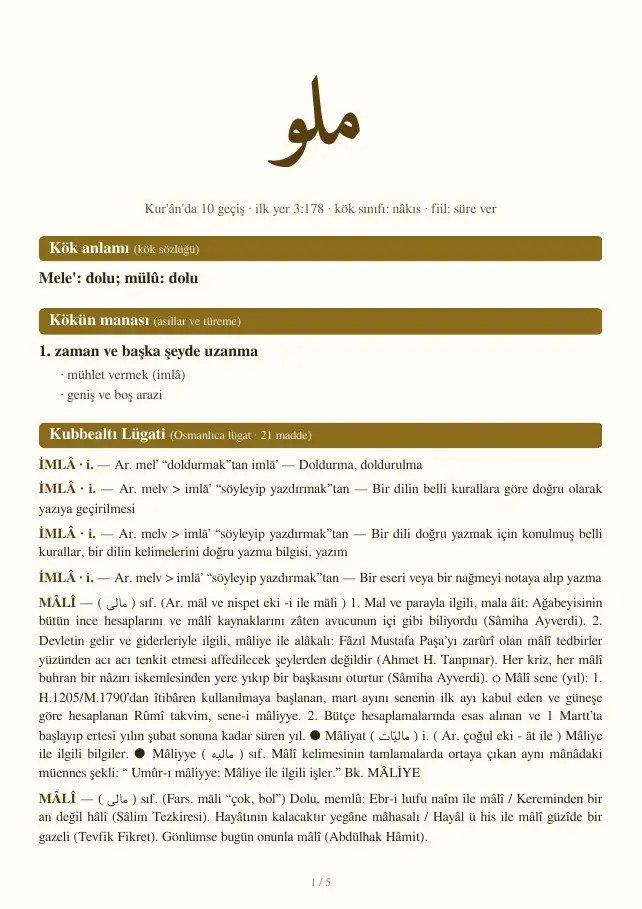 ملو
Kur'ân'da 10 geçiş · ilk yer 3:178 · kök sınıfı: nâkıs · fiil: süre ver
Kök anlamı (kök sözlüğü)
Mele': dolu; mülû: dolu
Kökün manası (asıllar ve türeme)
1. zaman ve başka şeyde uzanma
· mühlet vermek (imlâ)
· geniş ve boş arazi
Kubbealtı Lügati (Osmanlıca lügat · 21 madde)
İMLÂ · i. — Ar. mel’ “doldurmak”tan imlā’ — Doldurma, doldurulma
İMLÂ · i. — Ar. melv > imlā’ “söyleyip yazdırmak”tan — Bir dilin belli kurallara göre doğru olarak
yazıya geçirilmesi
İMLÂ · i. — Ar. melv > imlā’ “söyleyip yazdırmak”tan — Bir dili doğru yazmak için konulmuş belli
kurallar, bir dilin kelimelerini doğru yazma bilgisi, yazım
İMLÂ · i. — Ar. melv > imlā’ “söyleyip yazdırmak”tan — Bir eseri veya bir nağmeyi notaya alıp yazma
MÂLÎ — ( مالى ) sıf. (Ar. māl ve nispet eki -і ile māli ) 1. Mal ve parayla ilgili, mala âit: Ağabeyisinin
bütün ince hesaplarını ve mâlî kaynaklarını zâten avucunun içi gibi biliyordu (Sâmiha Ayverdi). 2.
Devletin gelir ve giderleriyle ilgili, mâliye ile alâkalı: Fâzıl Mustafa Paşa’yı zarûrî olan mâlî tedbirler
yüzünden acı acı tenkit etmesi affedilecek şeylerden değildir (Ahmet H. Tanpınar). Her kriz, her mâlî
buhran bir nâzırı iskemlesinden yere yıkıp bir başkasını oturtur (Sâmiha Ayverdi). ο Mâlî sene (yıl): 1.
H.1205/M.1790’dan îtibâren kullanılmaya başlanan, mart ayını senenin ilk ayı kabul eden ve güneşe
göre hesaplanan Rûmî takvim, sene-i mâliyye. 2. Bütçe hesaplamalarında esas alınan ve 1 Martt’ta
başlayıp ertesi yılın şubat sonuna kadar süren yıl. ● Mâliyat ( ماليّات ) i. ( Ar. çoğul eki - āt ile ) Mâliye
ile ilgili bilgiler. ● Mâliyye ( ماليه ) sıf. Mâlî kelimesinin tamlamalarda ortaya çıkan aynı mânâdaki
müennes şekli: “ Umûr-ı mâliyye: Mâliye ile ilgili işler.” Bk. MÂLİYE
MÂLÎ — ( مالى ) sıf. (Fars. māli “çok, bol”) Dolu, memlû: Ebr-i lutfu naîm ile mâlî / Kereminden bir
an değil hâlî (Sâlim Tezkiresi). Hayâtının kalacaktır yegâne mâhasalı / Hayâl ü his ile mâlî güzîde bir
gazeli (Tevfik Fikret). Gönlümse bugün onunla mâlî (Abdülhak Hâmit).
1 / 5